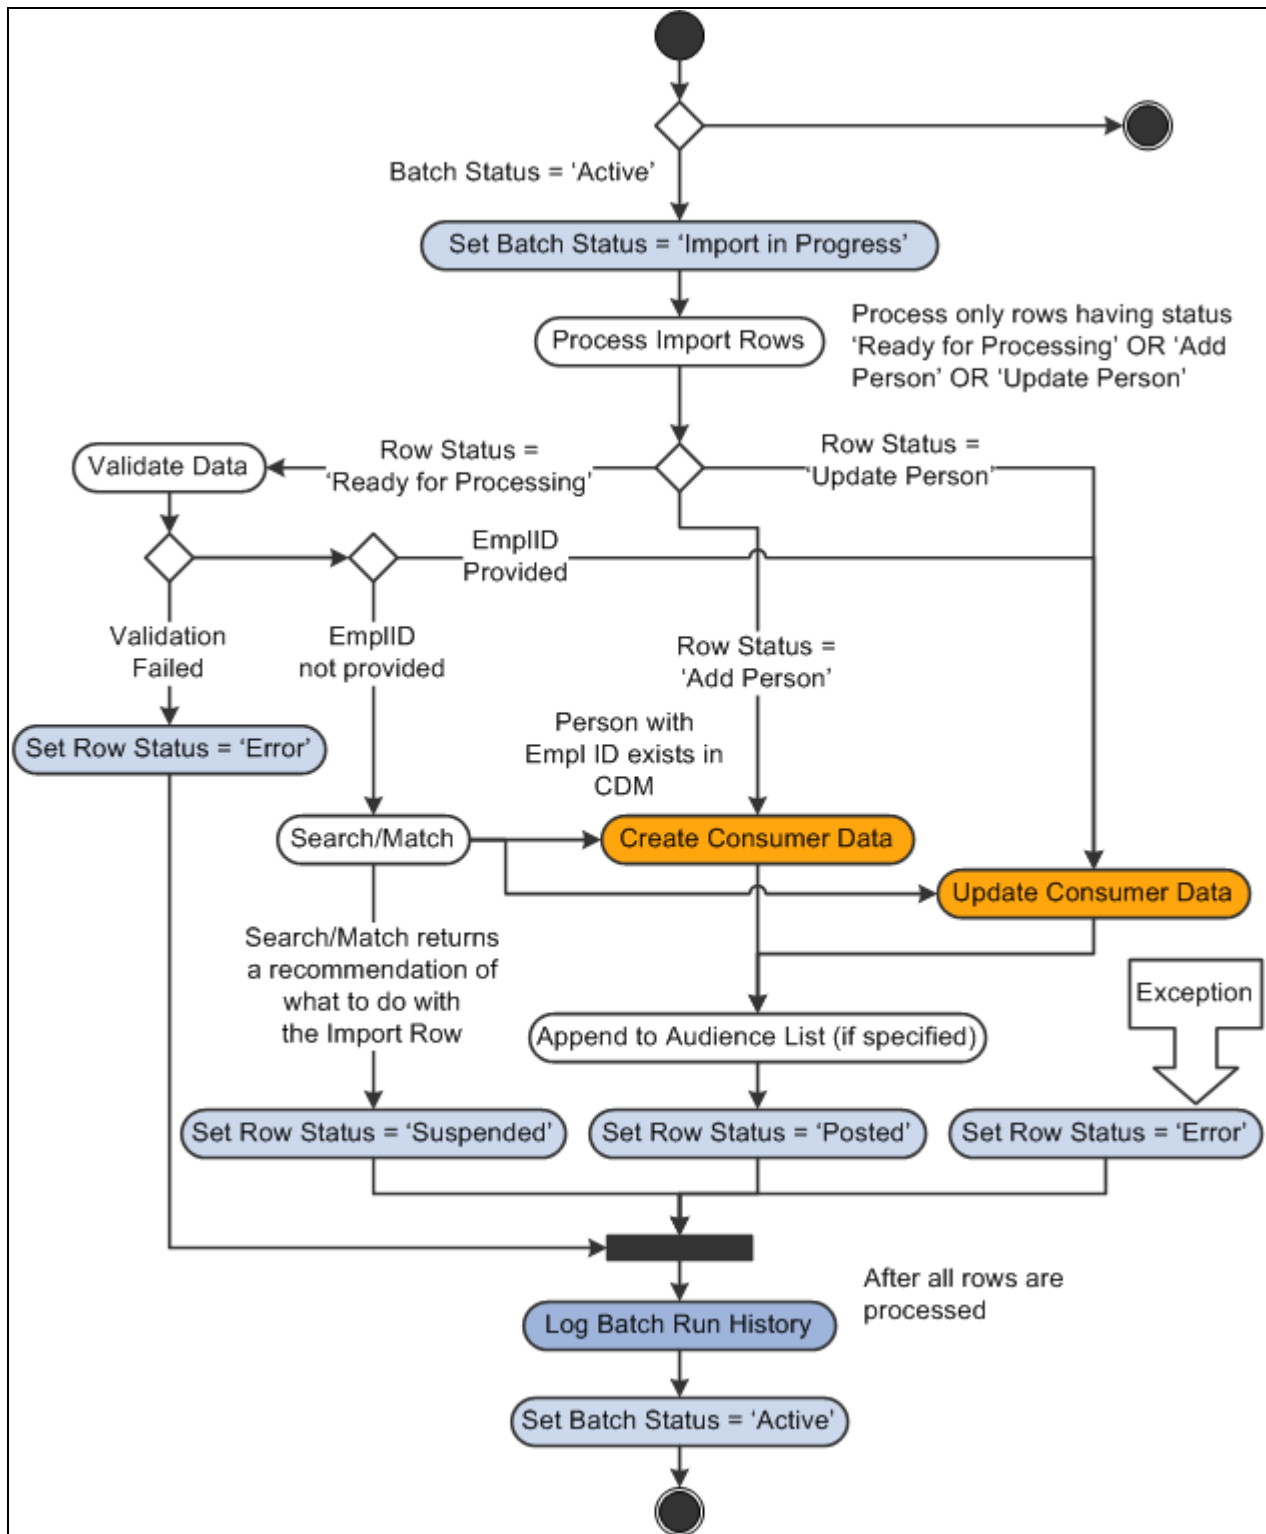 Batch Status = ‘Active’
Set Batch Status = ‘Import in Progress’
Process Import Rows
Process only rows having status
‘Ready for Processing’ OR ‘Add
Person’ OR ‘Update Person’
Validate Data
Row Status =
‘Ready for Processing’
Row Status =
‘Update Person’
EmplID
Provided
Validation
Failed
EmplID
not provided
Row Status =
‘Add Person’
Set Row Status = ‘Error’
Person with
Empl ID exists in
CDM
Search/Match
Create Consumer Data
Update Consumer Data
Search/Match returns
a recommendation of
what to do with
the Import Row
Exception
Append to Audience List (if specified)
Set Row Status = ‘Suspended’
Set Row Status = ‘Posted’
Set Row Status = ‘Error’
After all rows are
processed
Log Batch Run History
Set Batch Status = ‘Active’